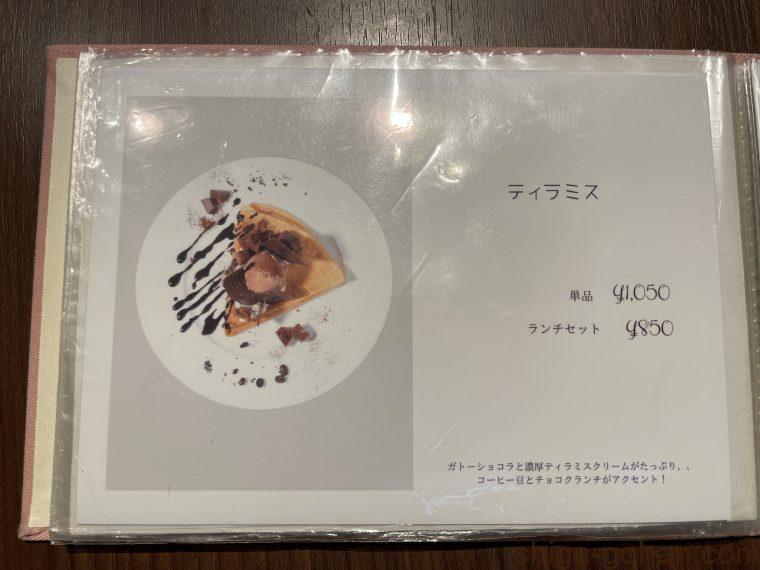 ティラミス
単品 ¥1,050
ランチセット ¥850
ガトーショコラと濃厚ティラミスクリームがたっぷり、、
コーヒー豆とチョコクランチがアクセント！